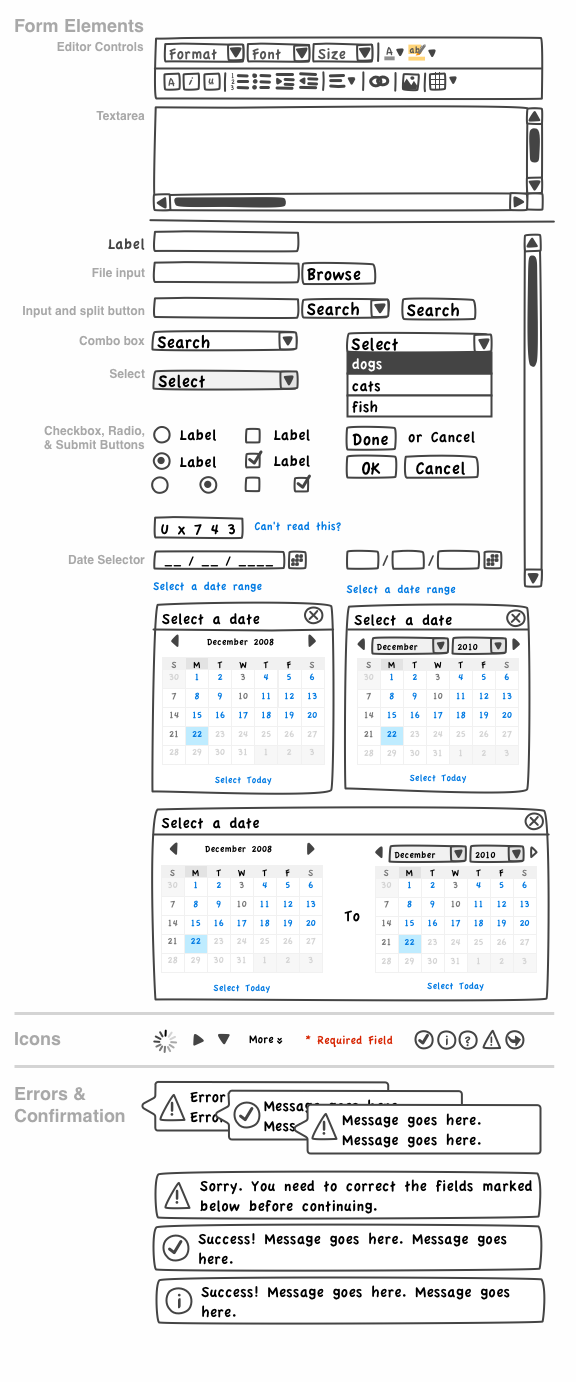 Form Elements
Editor Controls
Format Font Size A ab
A i u 1 2 3
Textarea
Label
File input Browse
Input and split button Search Search
Combo box Search Select
dogs
Select Select cats
fish
Checkbox, Radio,
& Submit Buttons
Label Label Done or Cancel
Label Label OK Cancel
U x 7 4 3 Can't read this?
Date Selector __ / __ / ____ / /
Select a date range Select a date range
Select a date Select a date
December 2008 December 2010
S M T W T F S S M T W T F S
30 1 2 3 4 5 6 30 1 2 3 4 5 6
7 8 9 10 11 12 13 7 8 9 10 11 12 13
14 15 16 17 18 19 20 14 15 16 17 18 19 20
21 22 23 24 25 26 27 21 22 23 24 25 26 27
28 29 30 31 1 2 3 28 29 30 31 1 2 3
Select Today Select Today
Select a date
December 2008 December 2010
S M T W T F S S M T W T F S
30 1 2 3 4 5 6 30 1 2 3 4 5 6
7 8 9 10 11 12 13 7 8 9 10 11 12 13
14 15 16 17 18 19 20 To 14 15 16 17 18 19 20
21 22 23 24 25 26 27 21 22 23 24 25 26 27
28 29 30 31 1 2 3 28 29 30 31 1 2 3
Select Today Select Today
Icons More * Required Field i ?
Errors &
Confirmation
Error
Erro
Message goes here.
Mess
Message goes here.
Message goes here.
Sorry. You need to correct the fields marked
below before continuing.
Success! Message goes here. Message goes
here.
i Success! Message goes here. Message goes
here.